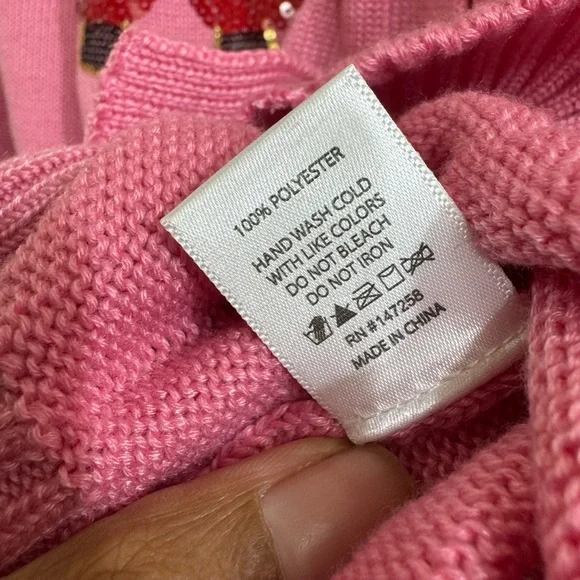 100% POLYESTER
HAND WASH COLD
WITH LIKE COLORS
DO NOT BLEACH
DO NOT IRON
RN #147258
MADE IN CHINA